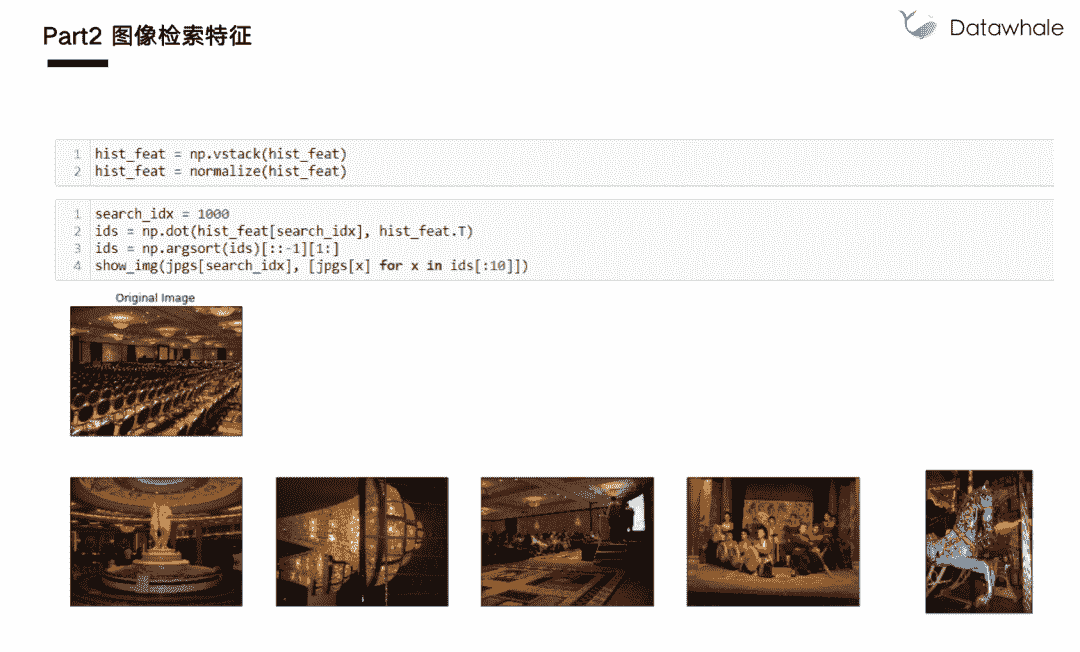 Part2 图像检索特征
Datawhale
1 hist_feat = np.vstack(hist_feat)
2 hist_feat = normalize(hist_feat)
1 search_idx = 1000
2 ids = np.dot(hist_feat[search_idx], hist_feat.T)
3 ids = np.argsort(ids)[::-1][1:]
4 show_img(jpgs[search_idx], [jpgs[x] for x in ids[:10]])
Original Image